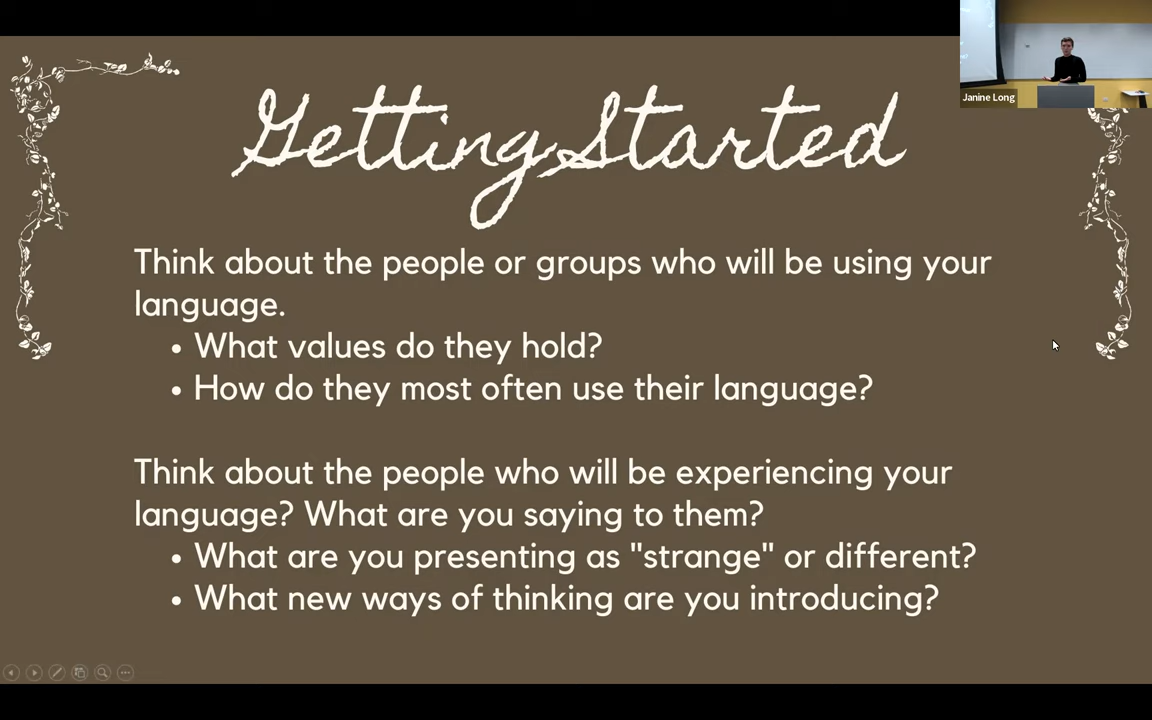 Janine Long
Getting Started
Think about the people or groups who will be using your
language.
• What values do they hold?
• How do they most often use their language?
Think about the people who will be experiencing your
language? What are you saying to them?
• What are you presenting as "strange" or different?
• What new ways of thinking are you introducing?